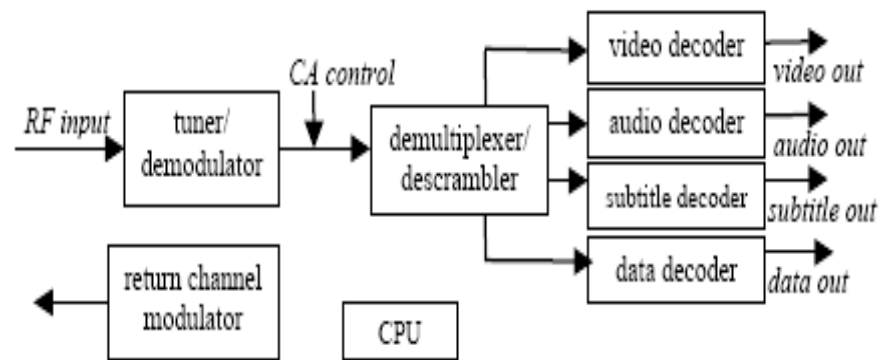 RF input
tuner/
demodulator
CA control
demultiplexer/
descrambler
video decoder
video out
audio decoder
audio out
subtitle decoder
subtitle out
data decoder
data out
return channel
modulator
CPU